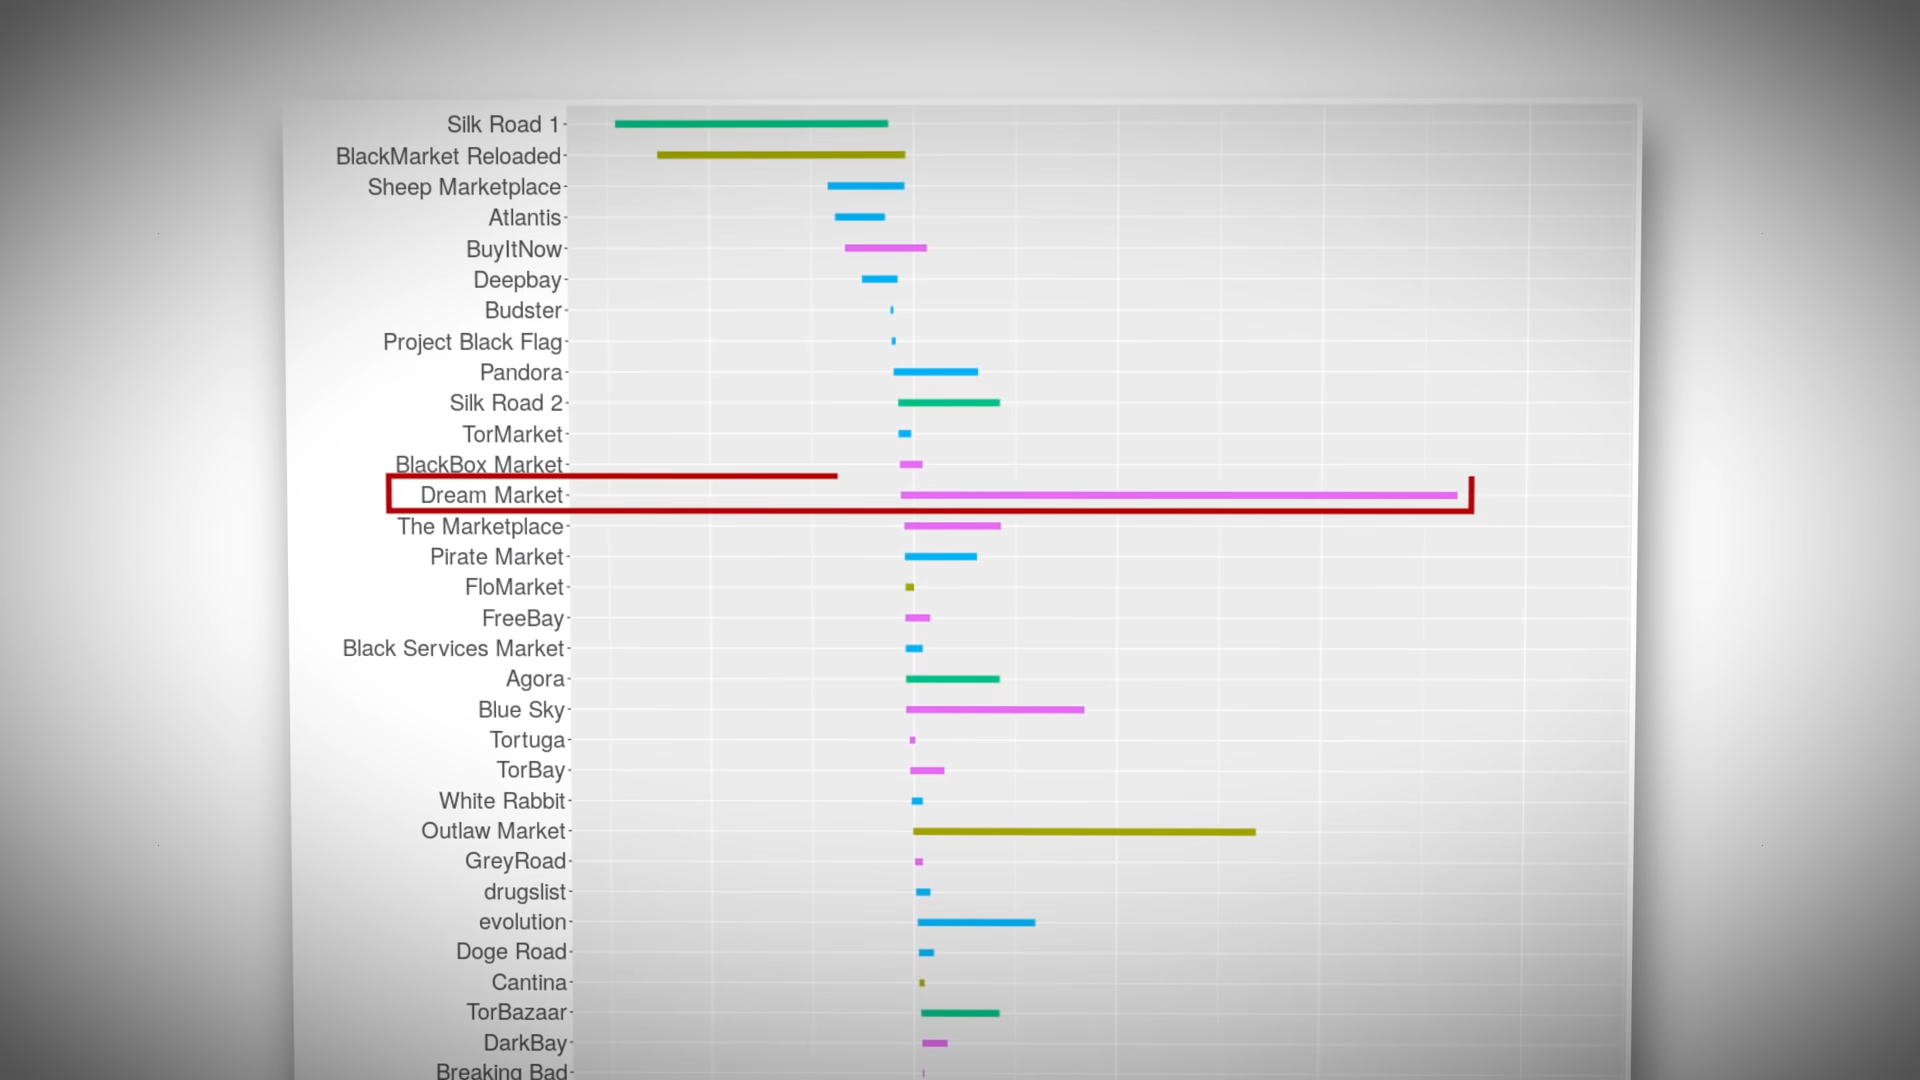 Silk Road 1
BlackMarket Reloaded
Sheep Marketplace
Atlantis
BuyItNow
Deepbay
Budster
Project Black Flag
Pandora
Silk Road 2
TorMarket
BlackBox Market
Dream Market
The Marketplace
Pirate Market
FloMarket
FreeBay
Black Services Market
Agora
Blue Sky
Tortuga
TorBay
White Rabbit
Outlaw Market
GreyRoad
drugslist
evolution
Doge Road
Cantina
TorBazaar
DarkBay
Breaking Bad